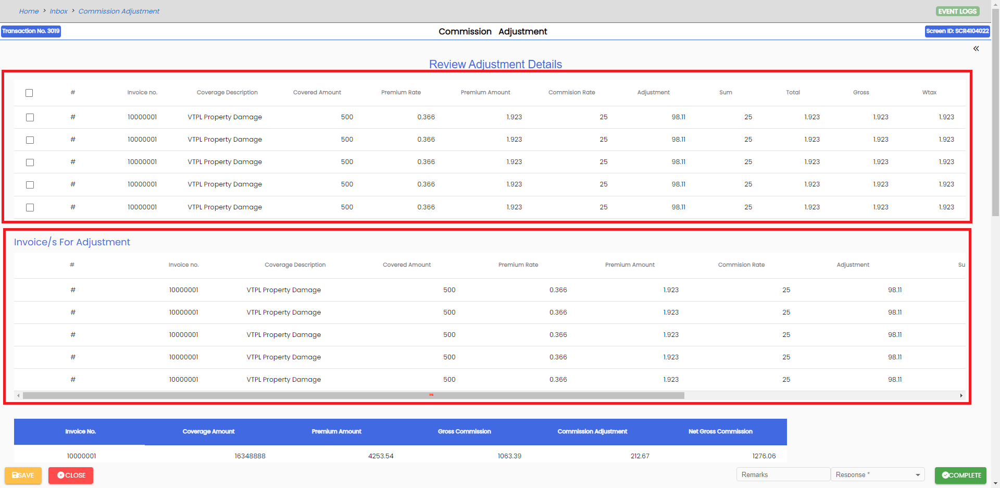 Home > Inbox > Commission Adjustment EVENT LOGS
Transaction No. 3019 Commission Adjustment Screen ID: SCR4104022
«
Review Adjustment Details
# Invoice no. Coverage Description Covered Amount Premium Rate Premium Amount Commision Rate Adjustment Sum Total Gross Wtax
# 10000001 VTPL Property Damage 500 0.366 1.923 25 98.11 25 1.923 1.923 1.923
# 10000001 VTPL Property Damage 500 0.366 1.923 25 98.11 25 1.923 1.923 1.923
# 10000001 VTPL Property Damage 500 0.366 1.923 25 98.11 25 1.923 1.923 1.923
# 10000001 VTPL Property Damage 500 0.366 1.923 25 98.11 25 1.923 1.923 1.923
# 10000001 VTPL Property Damage 500 0.366 1.923 25 98.11 25 1.923 1.923 1.923
Invoice/s For Adjustment
# Invoice no. Coverage Description Covered Amount Premium Rate Premium Amount Commision Rate Adjustment Su
# 10000001 VTPL Property Damage 500 0.366 1.923 25 98.11
# 10000001 VTPL Property Damage 500 0.366 1.923 25 98.11
# 10000001 VTPL Property Damage 500 0.366 1.923 25 98.11
# 10000001 VTPL Property Damage 500 0.366 1.923 25 98.11
# 10000001 VTPL Property Damage 500 0.366 1.923 25 98.11
Invoice No. Coverage Amount Premium Amount Gross Commission Commission Adjustment Net Gross Commission
10000001 16348888 4253.54 1063.39 212.67 1276.06
SAVE CLOSE Remarks Response * COMPLETE